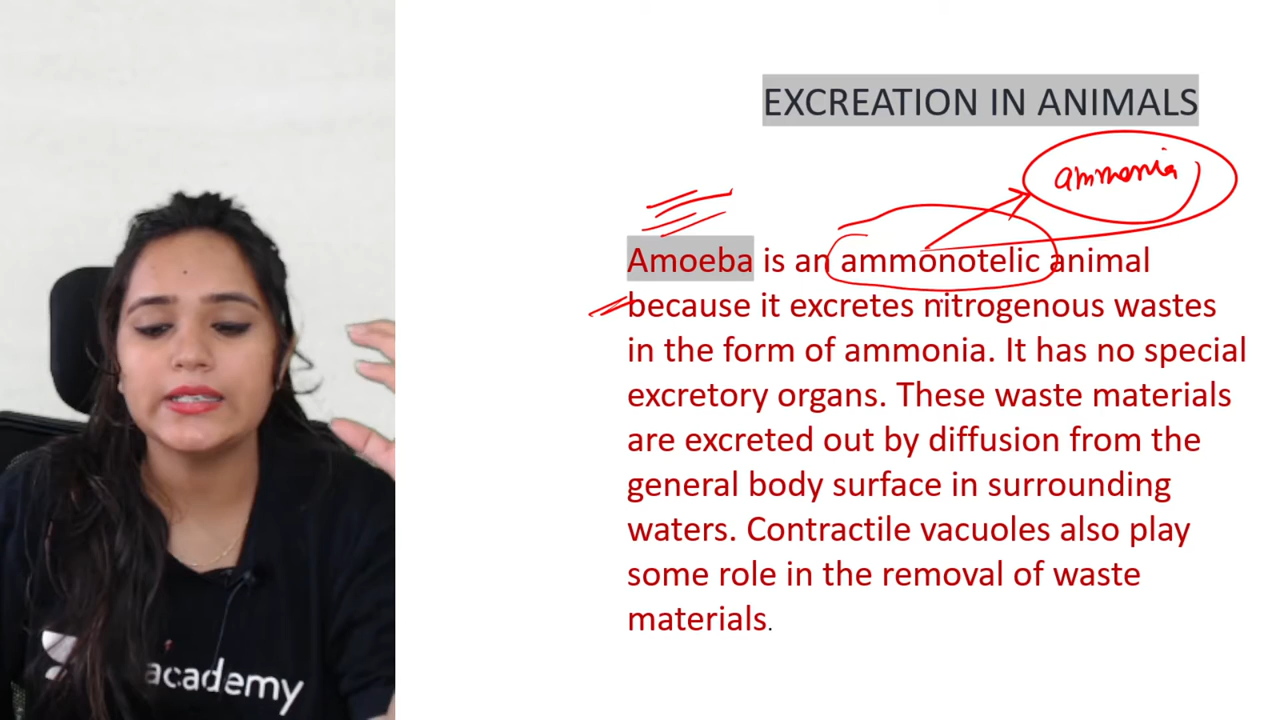 EXCREATION IN ANIMALS
ammonia
Amoeba is an ammonotelic animal
because it excretes nitrogenous wastes
in the form of ammonia. It has no special
excretory organs. These waste materials
are excreted out by diffusion from the
general body surface in surrounding
waters. Contractile vacuoles also play
some role in the removal of waste
materials.
academy